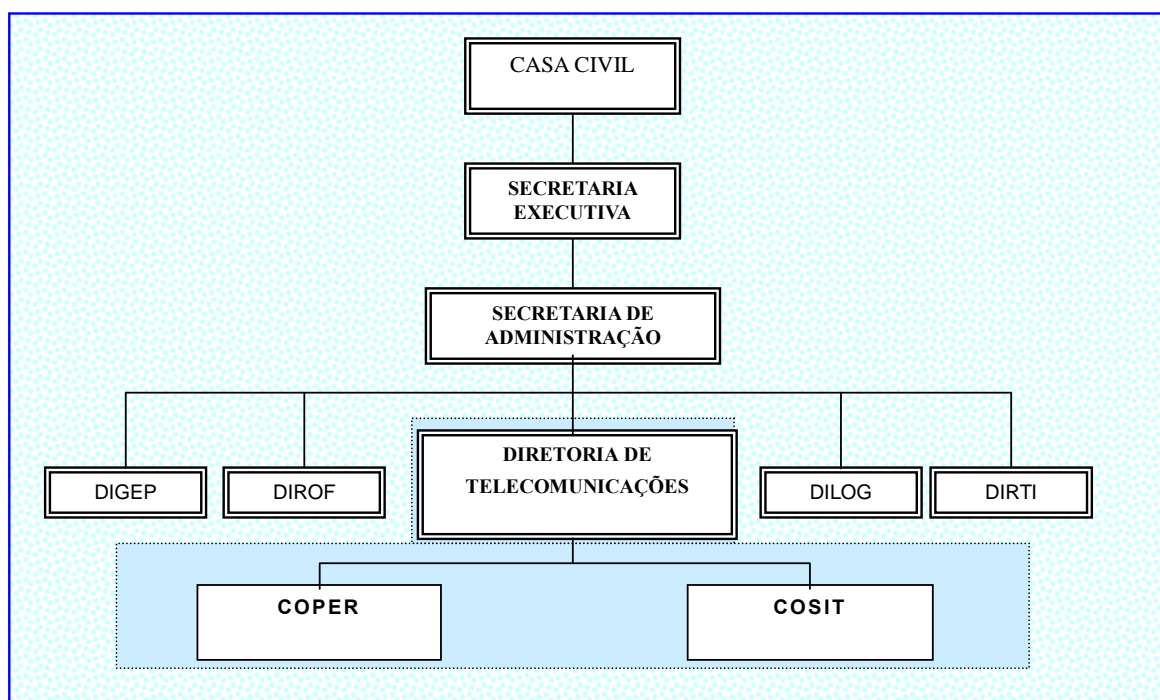 CASA CIVIL
SECRETARIA
EXECUTIVA
SECRETARIA DE
ADMINISTRAÇÃO
DIRETORIA DE
TELECOMUNICAÇÕES
DIGEP
DIROF
DILOG
DIRTI
COPER
COSIT